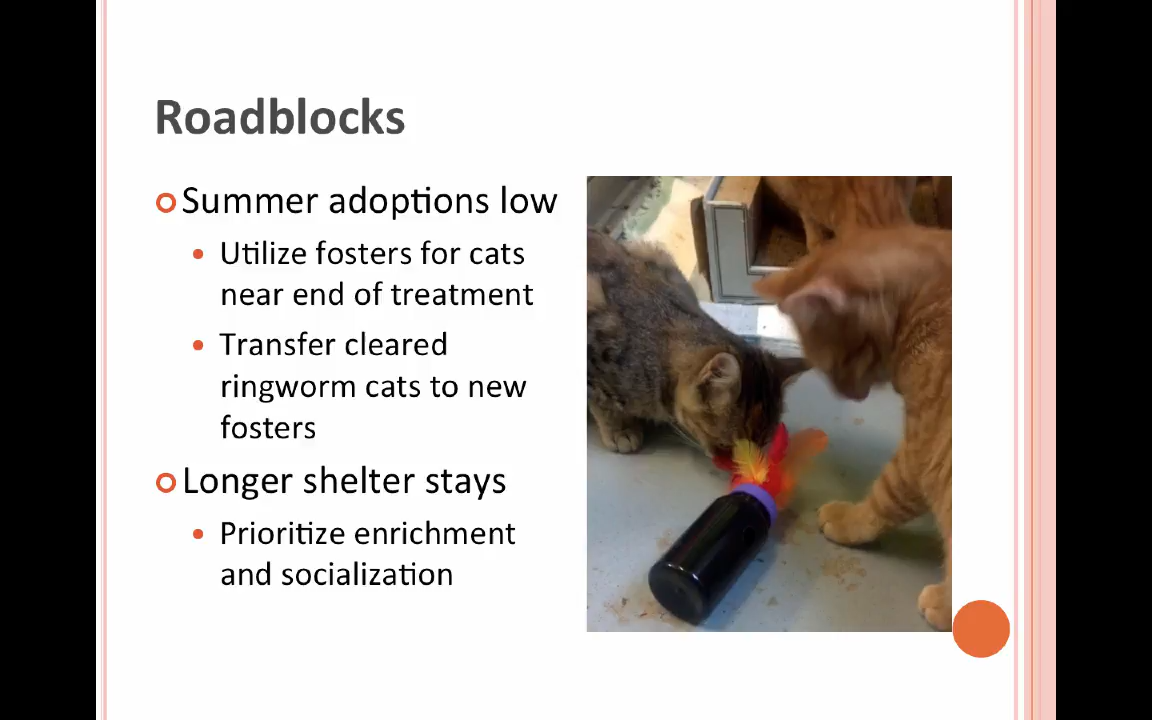 Roadblocks
Summer adoptions low
Utilize fosters for cats
near end of treatment
Transfer cleared
ringworm cats to new
fosters
Longer shelter stays
Prioritize enrichment
and socialization